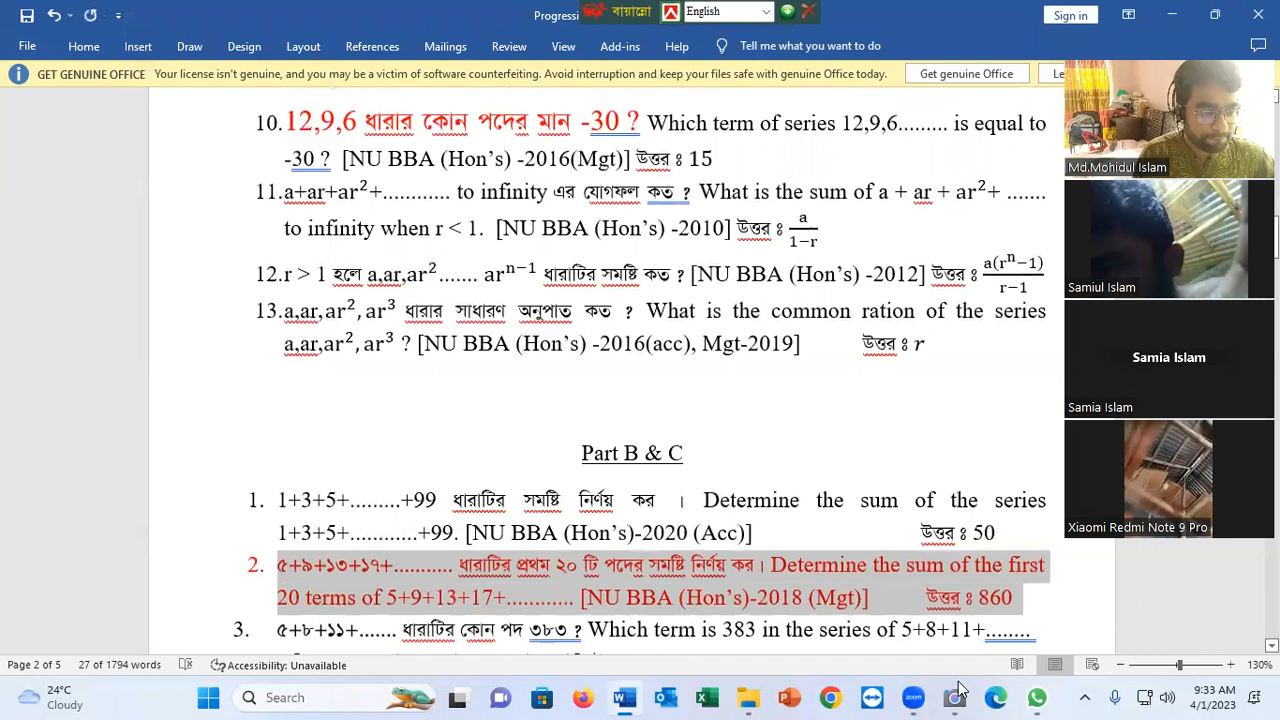 Progressi
বায়ান্নো
English
Sign in
File Home Insert Draw Design Layout References Mailings Review View Add-ins Help Tell me what you want to do
GET GENUINE OFFICE Your license isn't genuine, and you may be a victim of software counterfeiting. Avoid interruption and keep your files safe with genuine Office today. Get genuine Office Le
10. 12,9,6 ধারার কোন পদের মান -30 ? Which term of series 12,9,6......... is equal to
-30 ? [NU BBA (Hon's) -2016(Mgt)] উত্তর ঃ 15
11. a+ar+ar²+............ to infinity এর যোগফল কত ? What is the sum of a + ar + ar²+ .......
to infinity when r < 1. [NU BBA (Hon's) -2010] উত্তর ঃ a/1−r
12. r > 1 হলে a,ar,ar²....... arⁿ⁻¹ ধারাটির সমষ্টি কত ? [NU BBA (Hon's) -2012] উত্তর ঃ a(rⁿ−1)/r−1
13. a,ar,ar², ar³ ধারার সাধারণ অনুপাত কত ? What is the common ration of the series
a,ar,ar², ar³ ? [NU BBA (Hon's) -2016(acc), Mgt-2019] উত্তর ঃ r
Part B & C
1. 1+3+5+.........+99 ধারাটির সমষ্টি নির্ণয় কর । Determine the sum of the series
1+3+5+............+99. [NU BBA (Hon's)-2020 (Acc)] উত্তর ঃ 50
2. ৫+৯+১৩+১৭+........... ধারাটির প্রথম ২০ টি পদের সমষ্টি নির্ণয় কর। Determine the sum of the first
20 terms of 5+9+13+17+............ [NU BBA (Hon's)-2018 (Mgt)] উত্তর ঃ 860
3. ৫+৮+১১+....... ধারাটির কোন পদ ৩৮৩ ? Which term is 383 in the series of 5+8+11+........
Md.Mohidul Islam
Samiul Islam
Samia Islam
Samia Islam
Xiaomi Redmi Note 9 Pro
Page 2 of 5 27 of 1794 words Accessibility: Unavailable 130%
24°C
Cloudy
Search
9:33 AM
4/1/2023